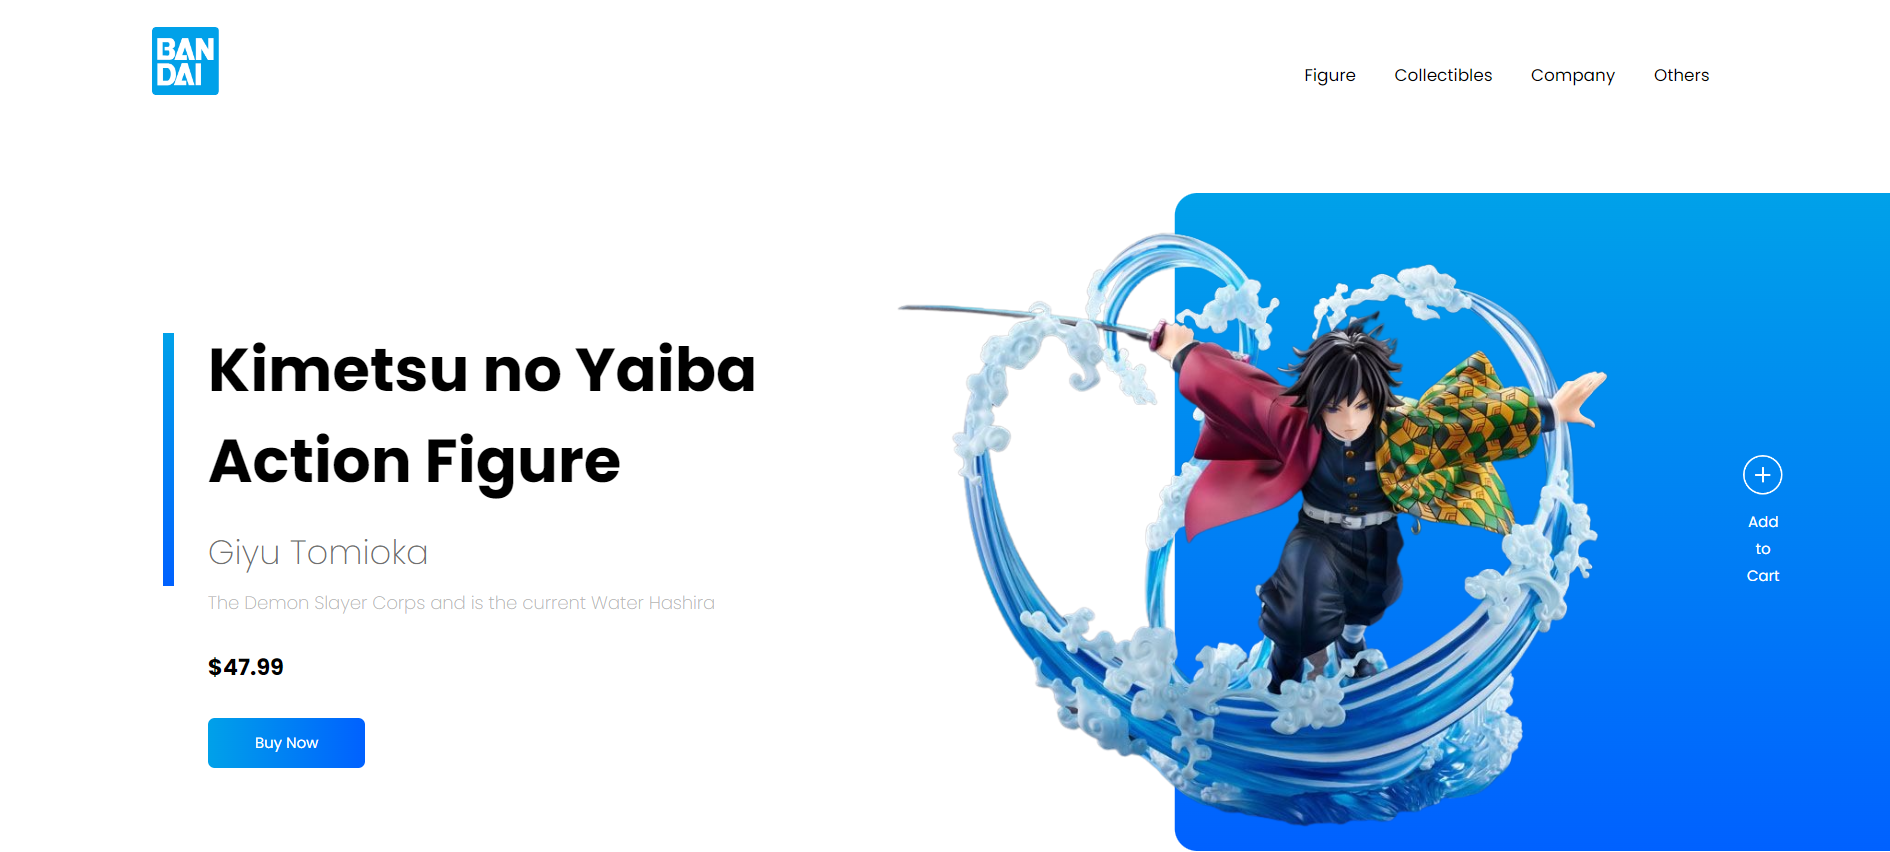 BAN
DAI
Figure Collectibles Company Others
Kimetsu no Yaiba
Action Figure
Giyu Tomioka
The Demon Slayer Corps and is the current Water Hashira
$47.99
Buy Now
Add
to
Cart